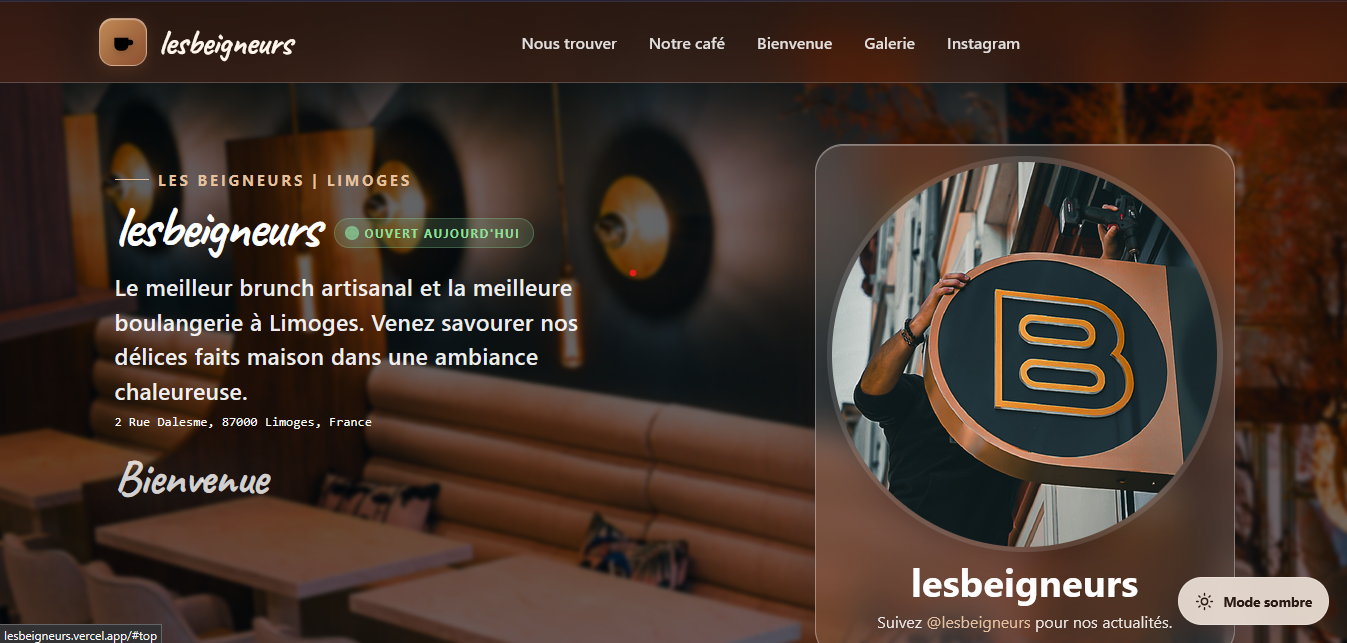 lesbeigneurs
Nous trouver
Notre café
Bienvenue
Galerie
Instagram
LES BEIGNEURS | LIMOGES
lesbeigneurs
OUVERT AUJOURD'HUI
Le meilleur brunch artisanal et la meilleure
boulangerie à Limoges. Venez savourer nos
délices faits maison dans une ambiance
chaleureuse.
2 Rue Dalesme, 87000 Limoges, France
Bienvenue
B
lesbeigneurs
Suivez @lesbeigneurs pour nos actualités.
Mode sombre
lesbeigneurs.vercel.app/#top